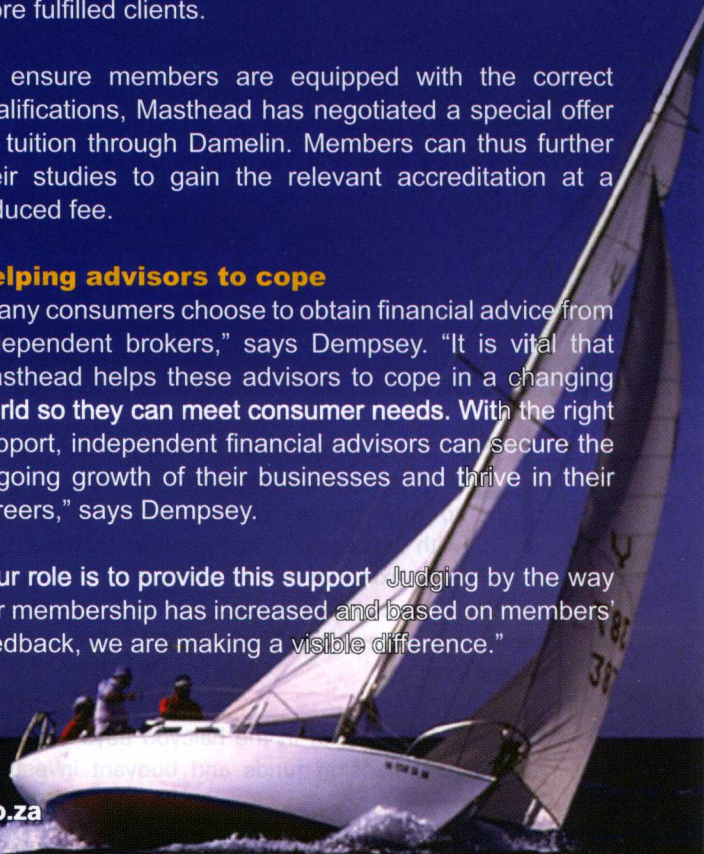 re fulfilled clients.
ensure members are equipped with the correct
alifications, Masthead has negotiated a special offer
tuition through Damelin. Members can thus further
eir studies to gain the relevant accreditation at a
duced fee.
elping advisors to cope
any consumers choose to obtain financial advice from
dependent brokers,” says Dempsey. “It is vital that
asthead helps these advisors to cope in a changing
rld so they can meet consumer needs. With the right
pport, independent financial advisors can secure the
going growth of their businesses and thrive in their
reers,” says Dempsey.
ur role is to provide this support. Judging by the way
r membership has increased and based on members’
edback, we are making a visible difference.”
o.za